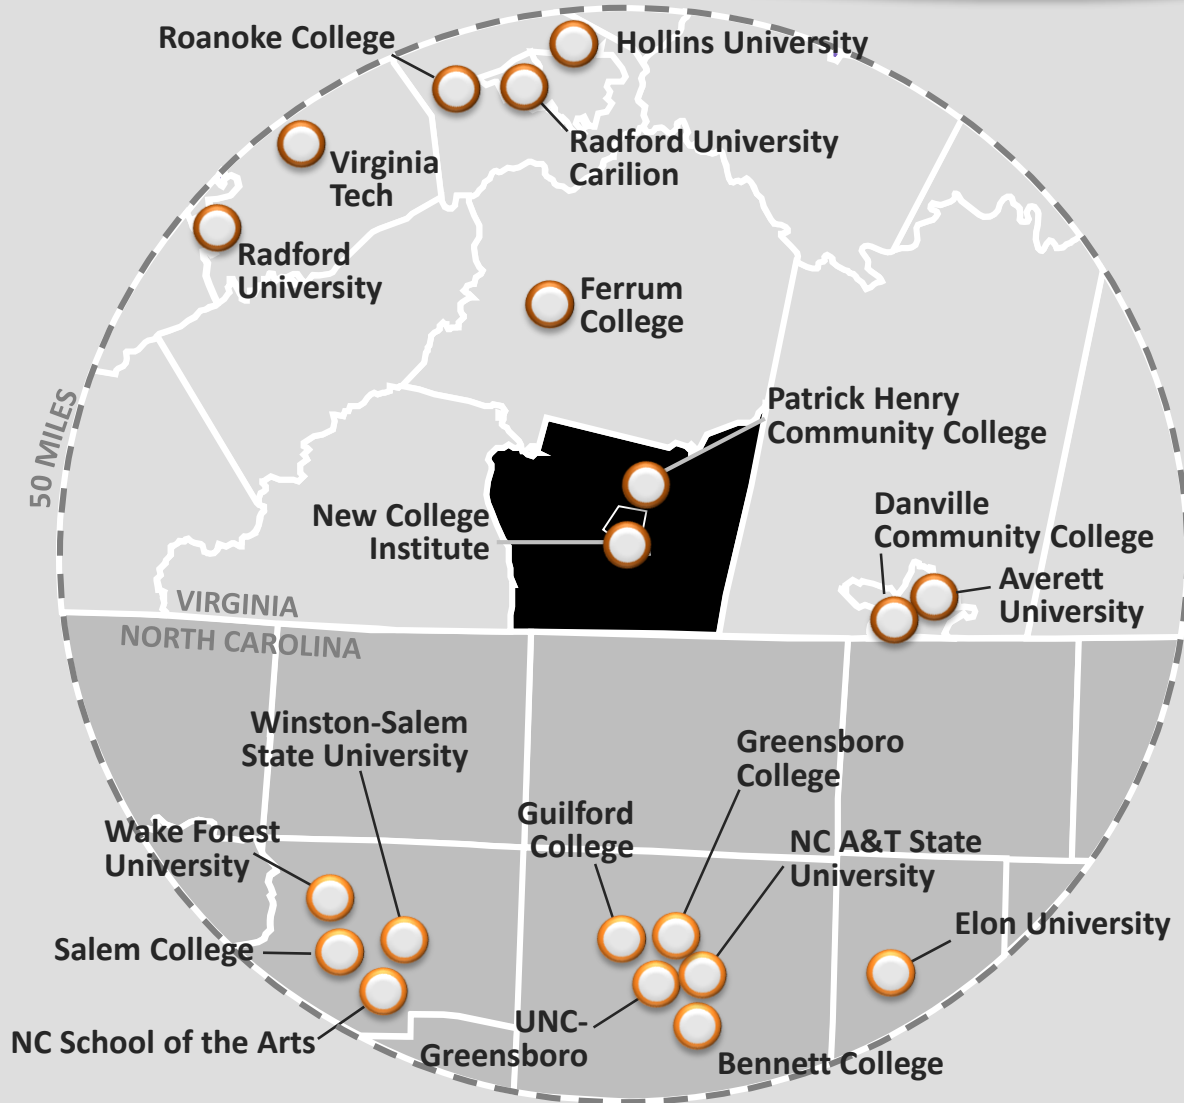 Roanoke College
Hollins University
Radford University
Carilion
Virginia
Tech
Radford
University
Ferrum
College
50 MILES
Patrick Henry
Community College
New College
Institute
Danville
Community College
Averett
University
VIRGINIA
NORTH CAROLINA
Winston-Salem
State University
Greensboro
College
Guilford
College
Wake Forest
University
NC A&T State
University
Salem College
Elon University
NC School of the Arts
UNC-
Greensboro
Bennett College